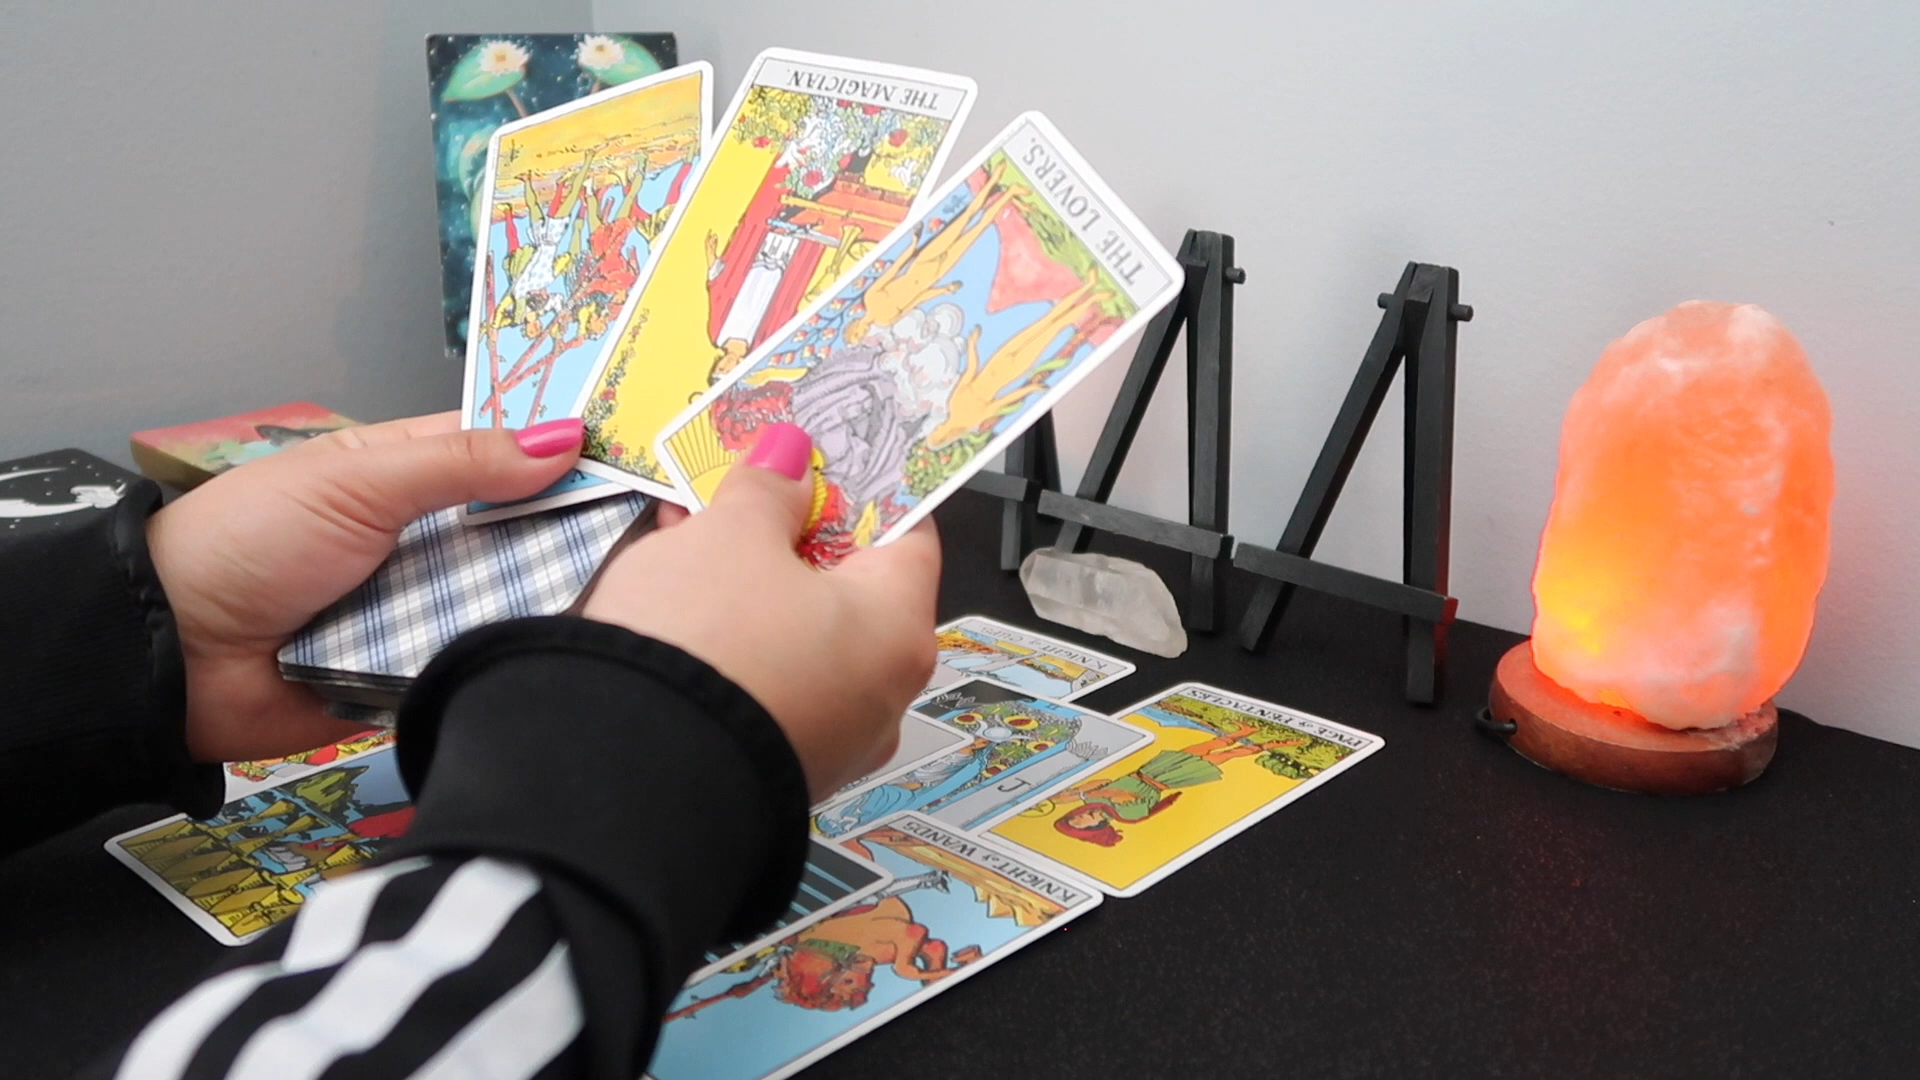 THE MAGICIAN.
THE LOVERS.
V
KNIGHT of CUPS.
PAGE of PENTACLES.
KNIGHT of WANDS.